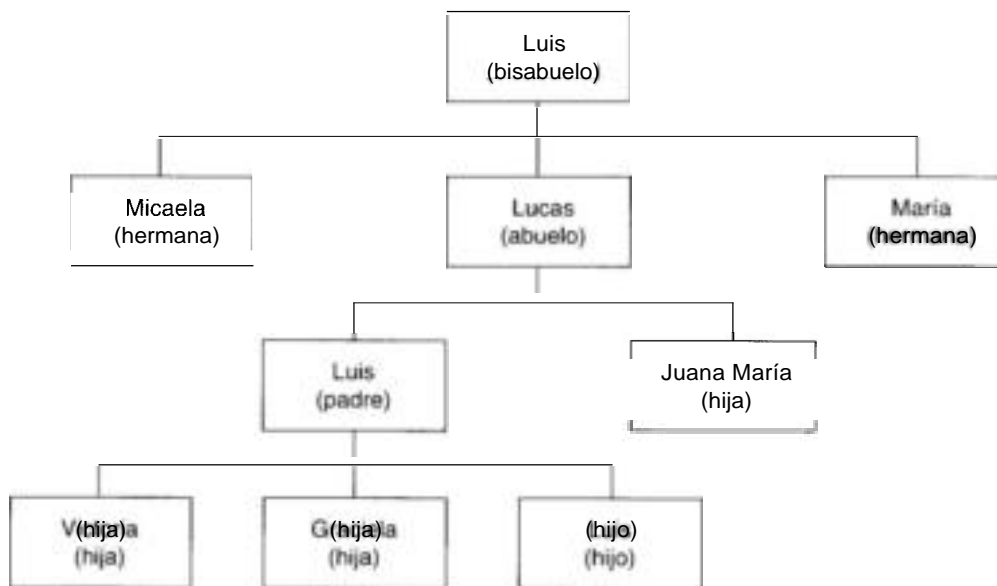 Luis
(bisabuelo)
Micaela
(hermana)
Lucas
(abuelo)
María
(hermana)
Luis
(padre)
Juana María
(hija)
(hija)
(hija)
(hija)
(hija)
(hijo)
(hijo)